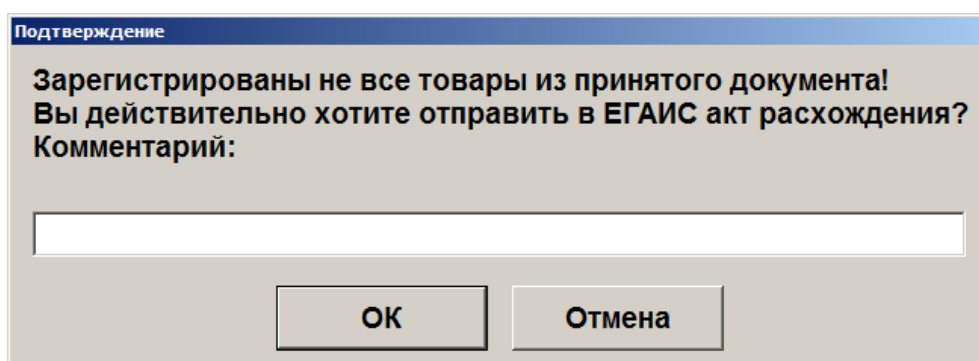 Подтверждение
Зарегистрированы не все товары из принятого документа!
Вы действительно хотите отправить в ЕГАИС акт расхождения?
Комментарий:
ОК
Отмена